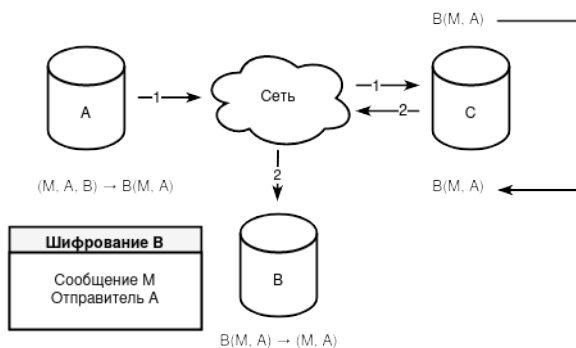 B(M, A)
A
1
Сеть
1
2
C
2
(M, A, B) → B(M, A)
B(M, A)
Шифрование B
Сообщение M
Отправитель A
B
B(M, A) → (M, A)